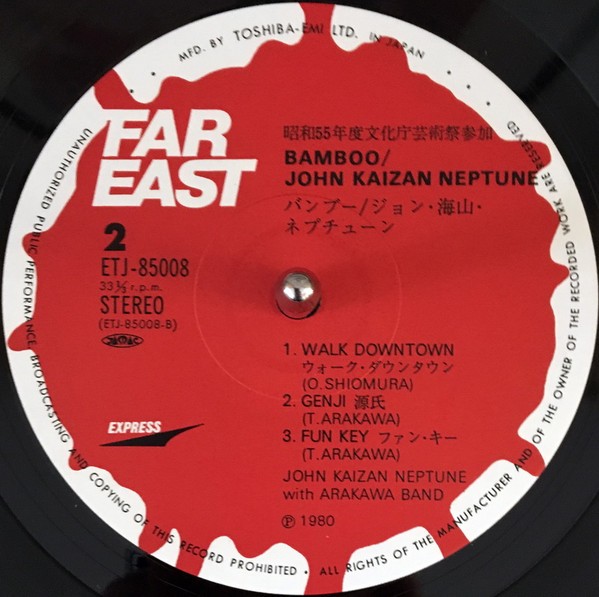 MFD. BY TOSHIBA-EMI LTD. IN JAPAN
FAR
EAST
昭和55年度文化庁芸術祭参加
BAMBOO/
JOHN KAIZAN NEPTUNE
バンブー/ジョン・海山・
ネプチューン
2
ETJ-85008
33⅓ r.p.m.
STEREO
(ETJ-85008-B)
JASRAC
1. WALK DOWNTOWN
ウォーク・ダウンタウン
(O.SHIOMURA)
2. GENJI 源氏
(T.ARAKAWA)
3. FUN KEY ファン・キー
(T.ARAKAWA)
EXPRESS
JOHN KAIZAN NEPTUNE
with ARAKAWA BAND
Ⓟ 1980
UNAUTHORIZED PUBLIC PERFORMANCE, BROADCASTING AND COPYING OF THIS RECORD PROHIBITED • ALL RIGHTS OF THE MANUFACTURER AND OF THE OWNER OF THE RECORDED WORK ARE RESERVED